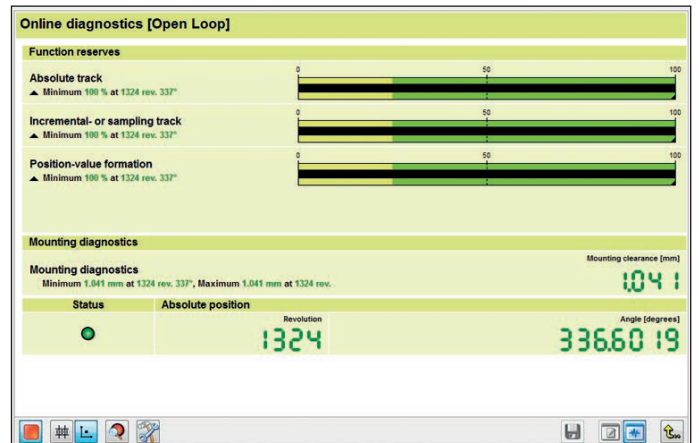 Online diagnostics [Open Loop]
Function reserves
0 50 100
Absolute track
Minimum 100 % at 1324 rev. 337°
0 50 100
Incremental- or sampling track
Minimum 100 % at 1324 rev. 337°
0 50 100
Position-value formation
Minimum 100 % at 1324 rev. 337°
Mounting diagnostics
Mounting clearance [mm]
Mounting diagnostics
Minimum 1.041 mm at 1324 rev. 337°, Maximum 1.041 mm at 1324 rev.
1.041
Status Absolute position
Revolution Angle [degrees]
1324 336.6019